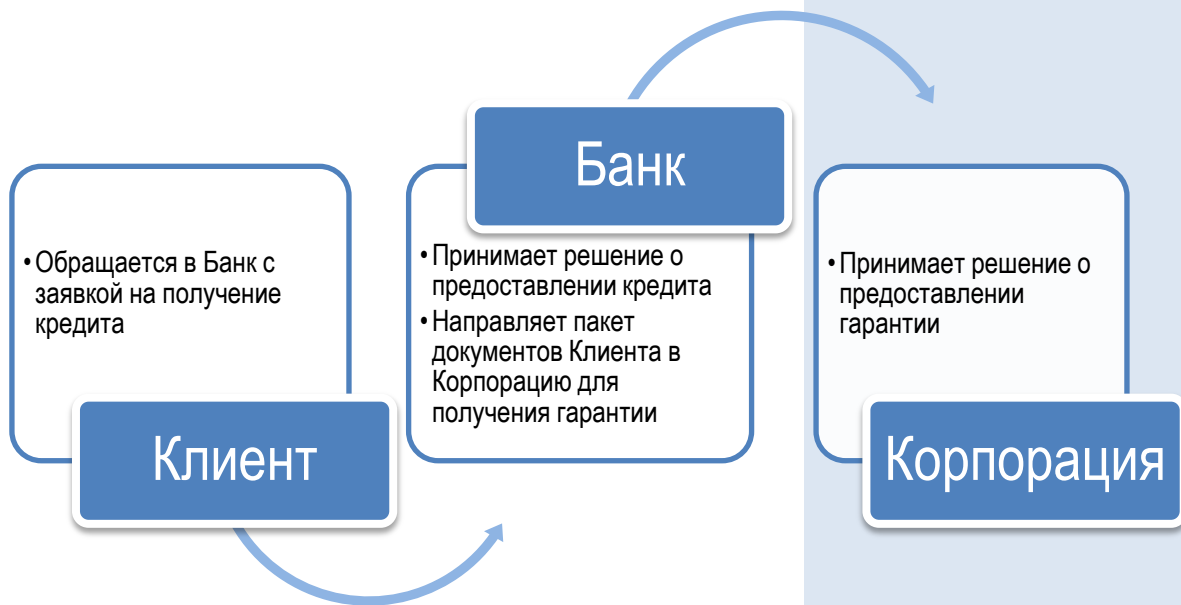 • Обращается в Банк с
заявкой на получение
кредита
Клиент
Банк
• Принимает решение о
предоставлении кредита
• Направляет пакет
документов Клиента в
Корпорацию для
получения гарантии
• Принимает решение о
предоставлении
гарантии
Корпорация